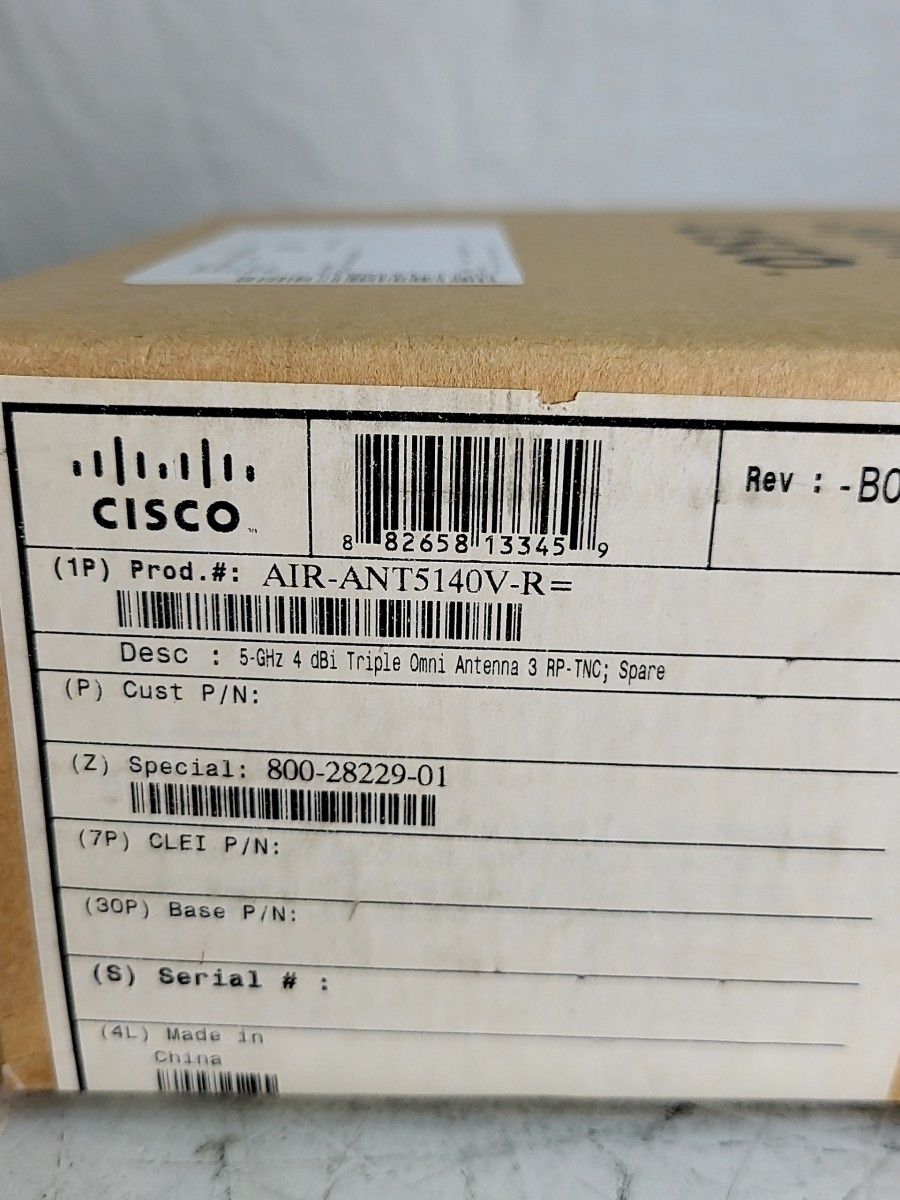 CISCO™
8 82658 13345 9
Rev : -B0
(1P) Prod.#: AIR-ANT5140V-R=
Desc : 5-GHz 4 dBi Triple Omni Antenna 3 RP-TNC; Spare
(P) Cust P/N:
(Z) Special: 800-28229-01
(7P) CLEI P/N:
(30P) Base P/N:
(S) Serial # :
(4L) Made in
China